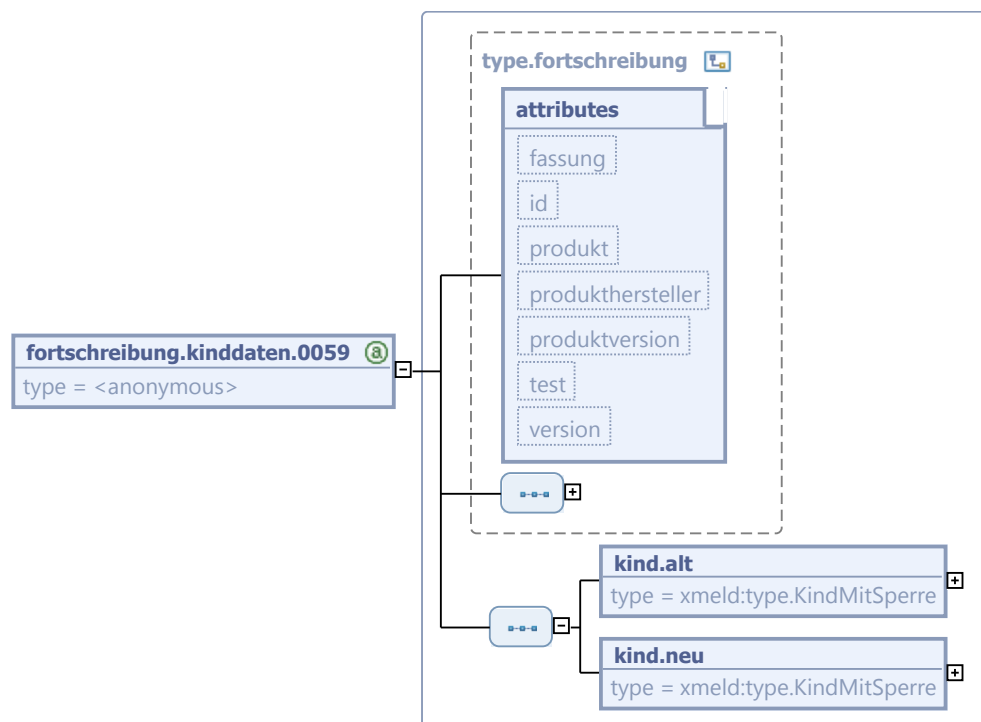 type.fortschreibung
attributes
fassung
id
produkt
produkthersteller
produktversion
test
version
fortschreibung.kinddaten.0059 @
type = <anonymous>
kind.alt
type = xmeld:type.KindMitSperre
kind.neu
type = xmeld:type.KindMitSperre